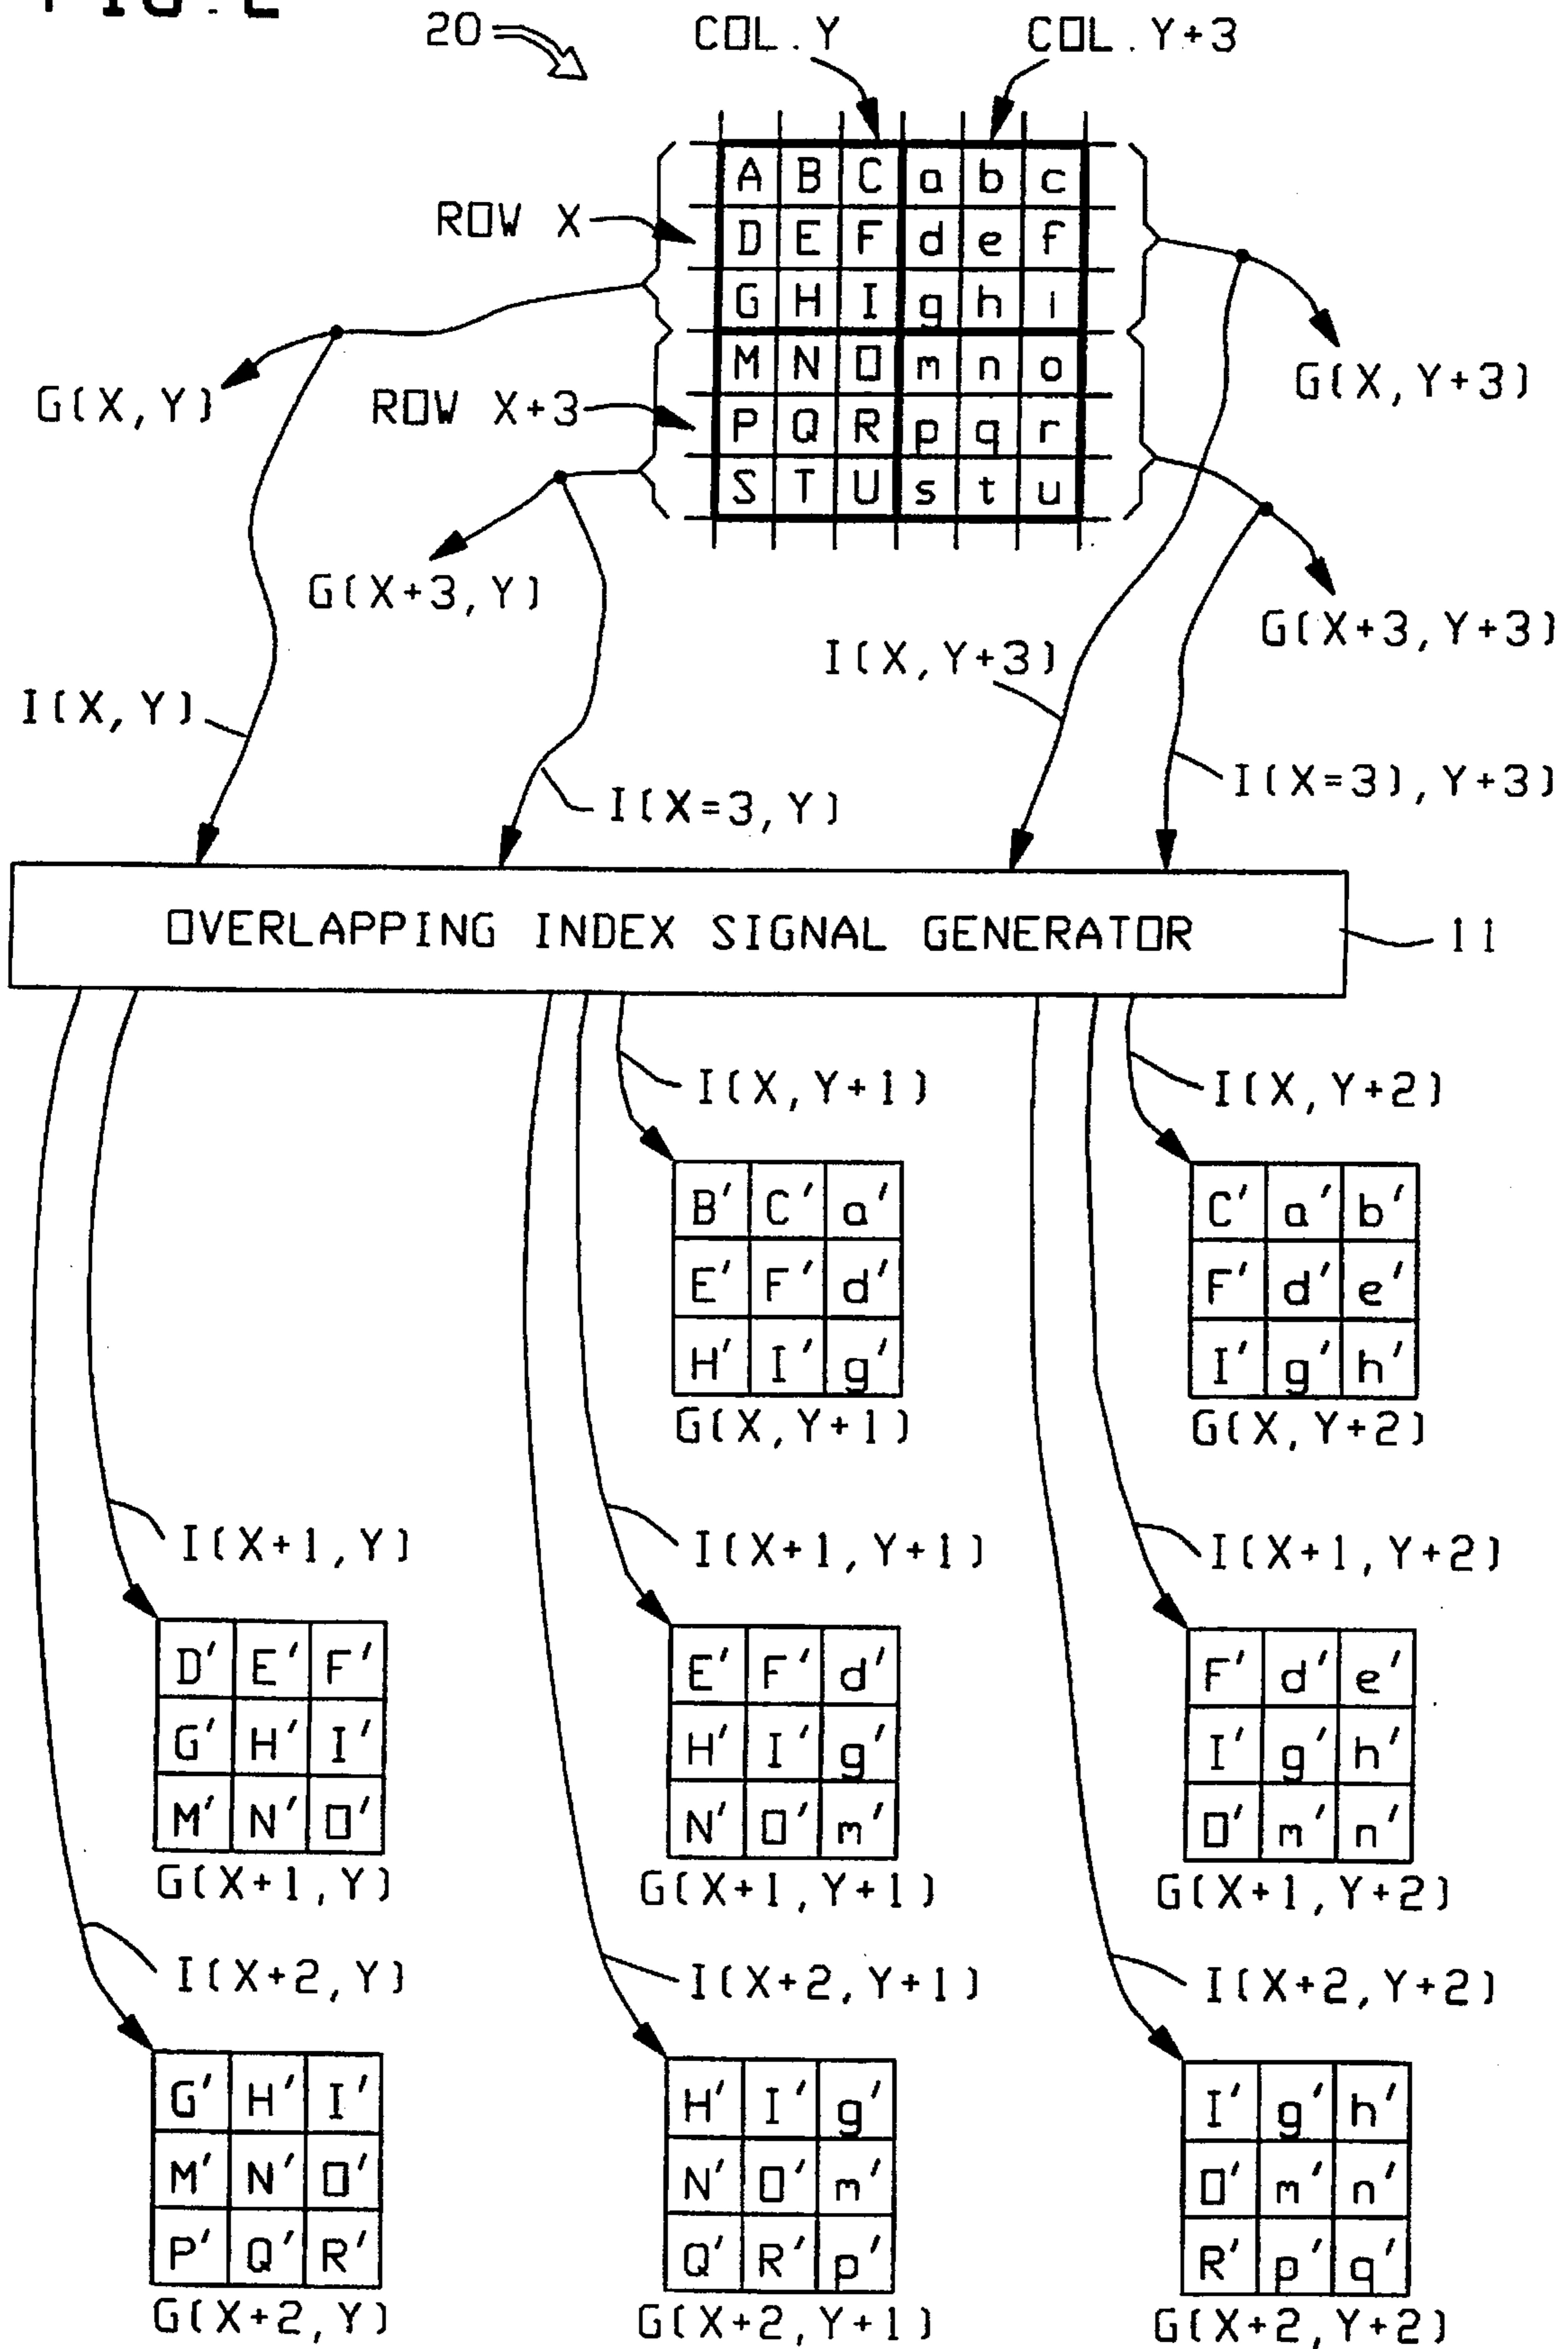 FIG. 2
20
COL. Y
COL. Y+3
A B C a b c
ROW X
D E F d e f
G H I g h i
M N O m n o
G(X,Y)
G(X,Y+3)
ROW X+3
P Q R p q r
S T U s t u
G(X+3,Y)
G(X+3,Y+3)
I(X,Y+3)
I(X,Y)
I(X=3),Y+3)
I(X=3,Y)
OVERLAPPING INDEX SIGNAL GENERATOR
11
I(X,Y+1)
I(X,Y+2)
B' C' a'
E' F' d'
H' I' g'
G(X,Y+1)
C' a' b'
F' d' e'
I' g' h'
G(X,Y+2)
I(X+1,Y)
I(X+1,Y+1)
I(X+1,Y+2)
D' E' F'
G' H' I'
M' N' O'
G(X+1,Y)
E' F' d'
H' I' g'
N' O' m'
G(X+1,Y+1)
F' d' e'
I' g' h'
O' m' n'
G(X+1,Y+2)
I(X+2,Y)
I(X+2,Y+1)
I(X+2,Y+2)
G' H' I'
M' N' O'
P' Q' R'
G(X+2,Y)
H' I' g'
N' O' m'
Q' R' p'
G(X+2,Y+1)
I' g' h'
O' m' n'
R' p' q'
G(X+2,Y+2)